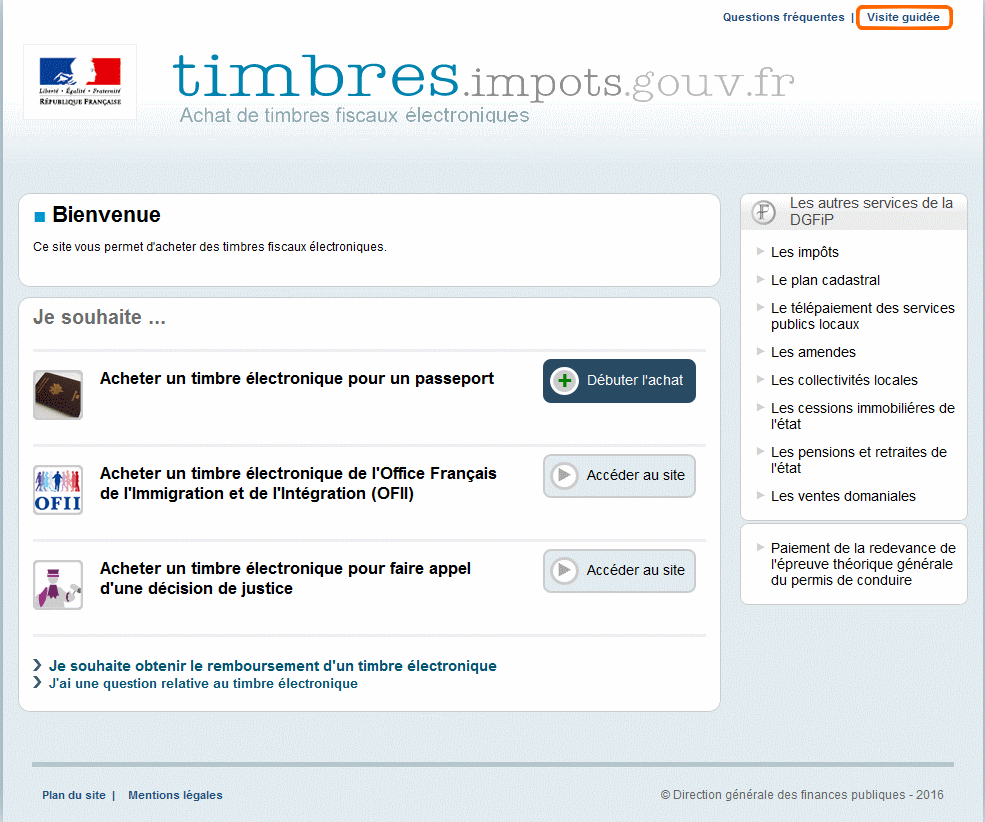 Questions fréquentes | Visite guidée
Liberté • Égalité • Fraternité
RÉPUBLIQUE FRANÇAISE
timbres.impots.gouv.fr
Achat de timbres fiscaux électroniques
Bienvenue
Ce site vous permet d'acheter des timbres fiscaux électroniques.
Je souhaite ...
Acheter un timbre électronique pour un passeport
Débuter l'achat
OFII
Acheter un timbre électronique de l'Office Français
de l'Immigration et de l'Intégration (OFII)
Accéder au site
Acheter un timbre électronique pour faire appel
d'une décision de justice
Accéder au site
Je souhaite obtenir le remboursement d'un timbre électronique
J'ai une question relative au timbre électronique
Les autres services de la
DGFiP
Les impôts
Le plan cadastral
Le télépaiement des services
publics locaux
Les amendes
Les collectivités locales
Les cessions immobiliéres de
l'état
Les pensions et retraites de
l'état
Les ventes domaniales
Paiement de la redevance de
l'épreuve théorique générale
du permis de conduire
Plan du site | Mentions légales
© Direction générale des finances publiques - 2016